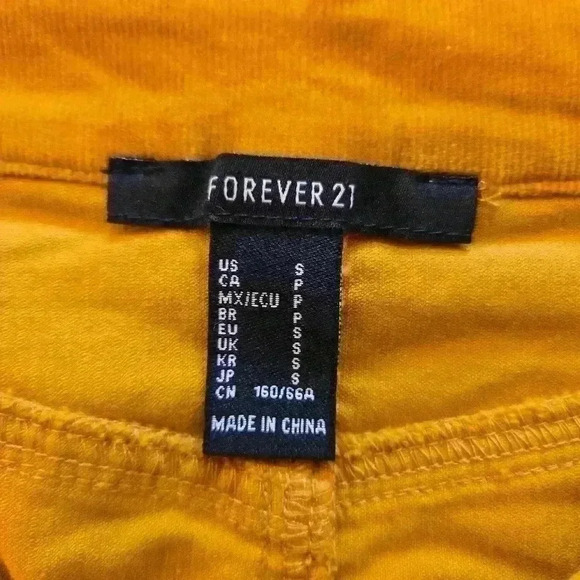 FOREVER 21
US S
CA P
MX/ECU P
BR P
EU S
UK S
KR S
JP S
CN 160/66A
MADE IN CHINA